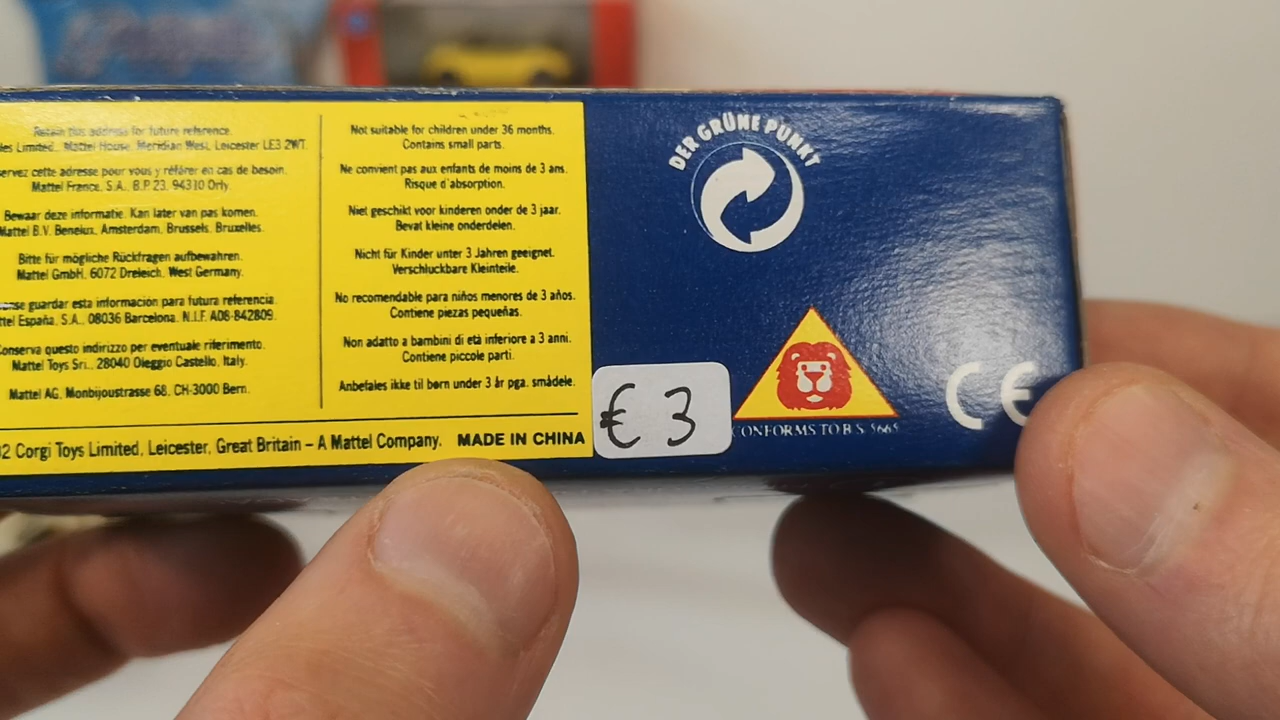 Retain this address for future reference.
Limited., Mattel House, Meridian West, Leicester LE3 2WT.
cette adresse pour vous y référer en cas de besoin.
Mattel France, S.A., B.P. 23, 94310 Orly.
Bewaar deze informatie. Kan later van pas komen.
Mattel B.V. Benelux, Amsterdam, Brussels, Bruxelles.
Bitte für mögliche Rückfragen aufbewahren.
Mattel GmbH, 6072 Dreieich, West Germany.
guardar esta información para futura referencia.
España, S.A., 08036 Barcelona. N.I.F. A08-842809.
Conserva questo indirizzo per eventuale riferimento.
Mattel Toys Srl., 28040 Oleggio Castello, Italy.
Mattel AG, Monbijoustrasse 68, CH-3000 Bern.
Not suitable for children under 36 months.
Contains small parts.
Ne convient pas aux enfants de moins de 3 ans.
Risque d'absorption.
Niet geschikt voor kinderen onder de 3 jaar.
Bevat kleine onderdelen.
Nicht für Kinder unter 3 Jahren geeignet.
Verschluckbare Kleinteile.
No recomendable para niños menores de 3 años.
Contiene piezas pequeñas.
Non adatto a bambini di età inferiore a 3 anni.
Contiene piccole parti.
Anbefales ikke til børn under 3 år pga. smådele.
Corgi Toys Limited, Leicester, Great Britain – A Mattel Company. MADE IN CHINA
DER GRÜNE PUNKT
€ 3
CONFORMS TO B.S. 5665
CE